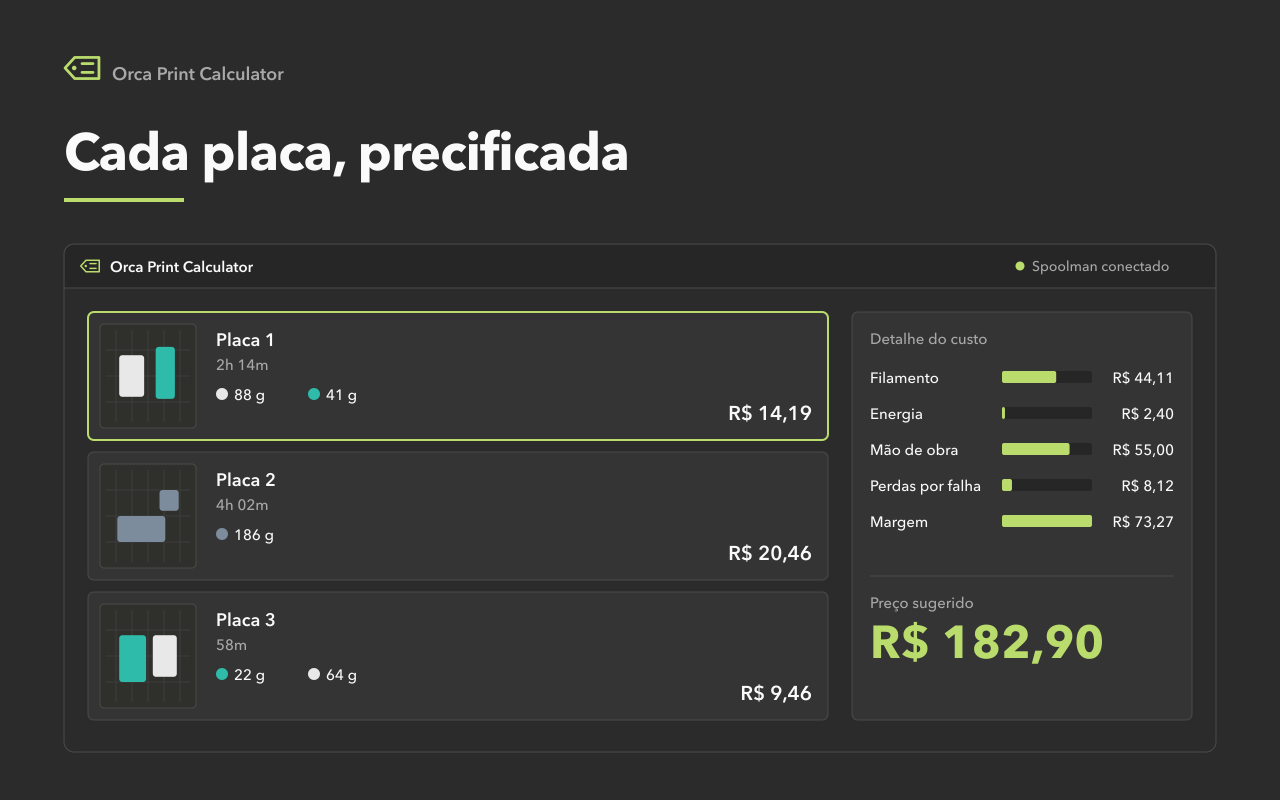 Orca Print Calculator
Cada placa, precificada
Orca Print Calculator
Spoolman conectado
Placa 1
2h 14m
88 g 41 g
R$ 14,19
Placa 2
4h 02m
186 g
R$ 20,46
Placa 3
58m
22 g 64 g
R$ 9,46
Detalhe do custo
Filamento R$ 44,11
Energia R$ 2,40
Mão de obra R$ 55,00
Perdas por falha R$ 8,12
Margem R$ 73,27
Preço sugerido
R$ 182,90